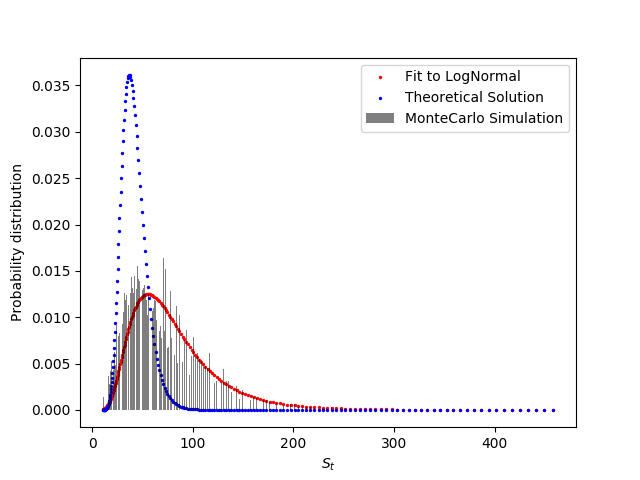 Fit to LogNormal
Theoretical Solution
MonteCarlo Simulation
Probability distribution
0.035
0.030
0.025
0.020
0.015
0.010
0.005
0.000
0
100
200
300
400
S_t